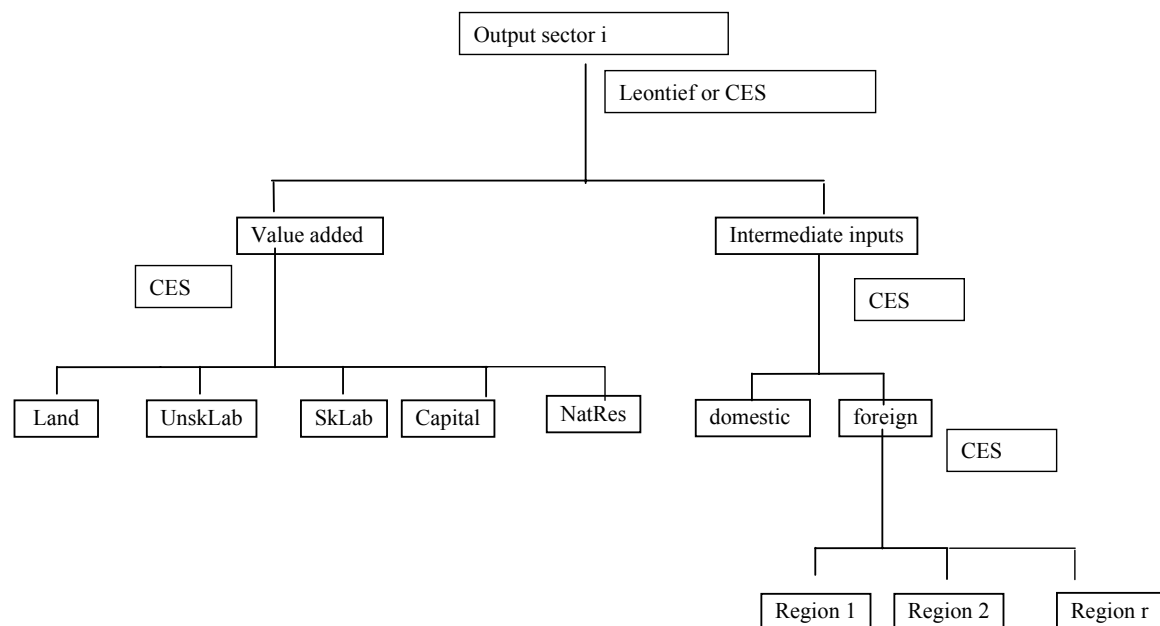 Output sector i
Leontief or CES
Value added
Intermediate inputs
CES
CES
Land
UnskLab
SkLab
Capital
NatRes
domestic
foreign
CES
Region 1
Region 2
Region r